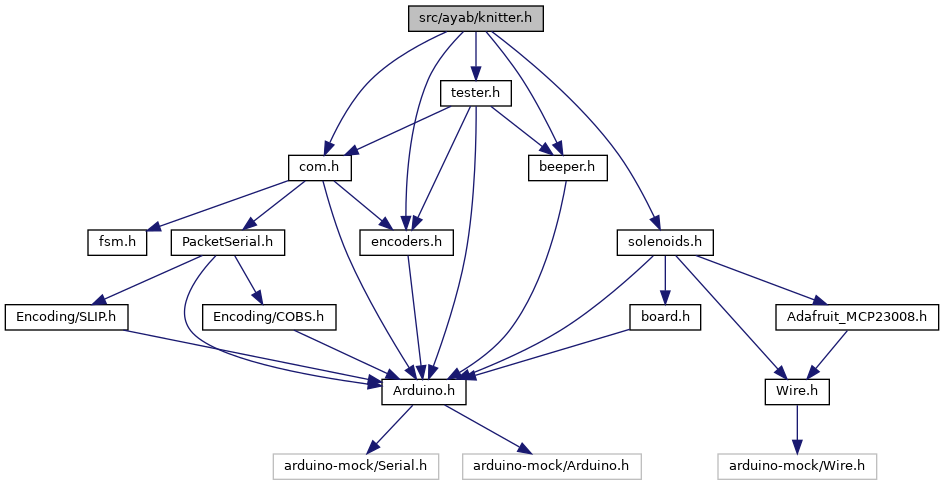 src/ayab/knitter.h
tester.h
com.h
beeper.h
fsm.h
PacketSerial.h
encoders.h
solenoids.h
Encoding/SLIP.h
Encoding/COBS.h
board.h
Adafruit_MCP23008.h
Arduino.h
Wire.h
arduino-mock/Serial.h
arduino-mock/Arduino.h
arduino-mock/Wire.h